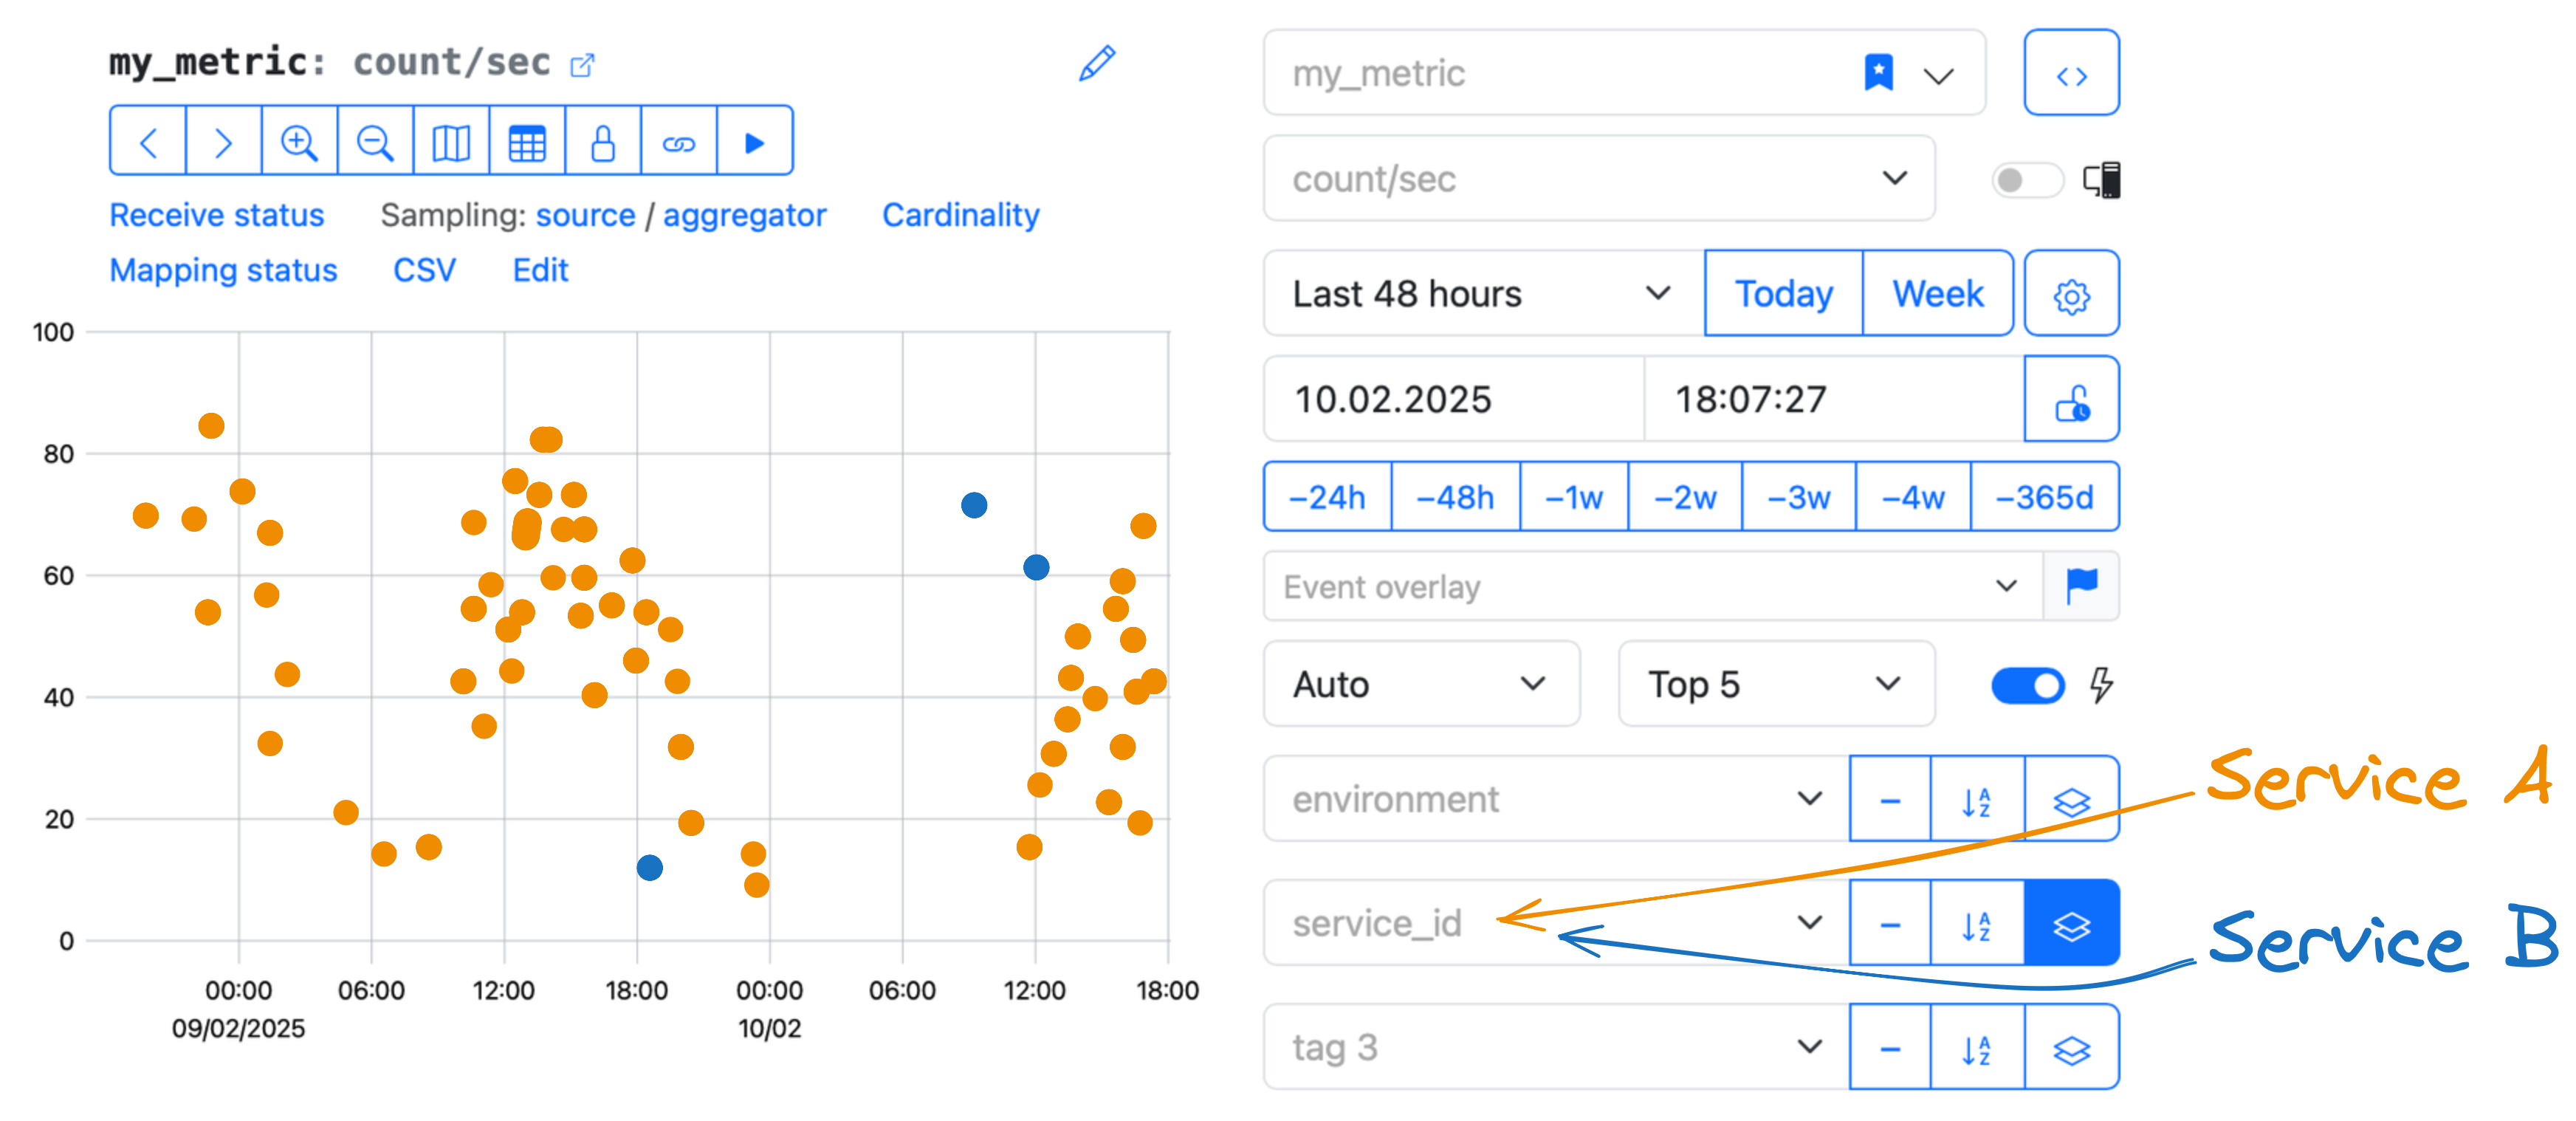 my_metric: count/sec
Receive status Sampling: source / aggregator Cardinality
Mapping status CSV Edit
100
80
60
40
20
0
00:00 06:00 12:00 18:00 00:00 06:00 12:00 18:00
09/02/2025 10/02
my_metric
count/sec
Last 48 hours Today Week
10.02.2025 18:07:27
−24h −48h −1w −2w −3w −4w −365d
Event overlay
Auto Top 5
environment − A Z
service_id − A Z
tag 3 − A Z
Service A
Service B